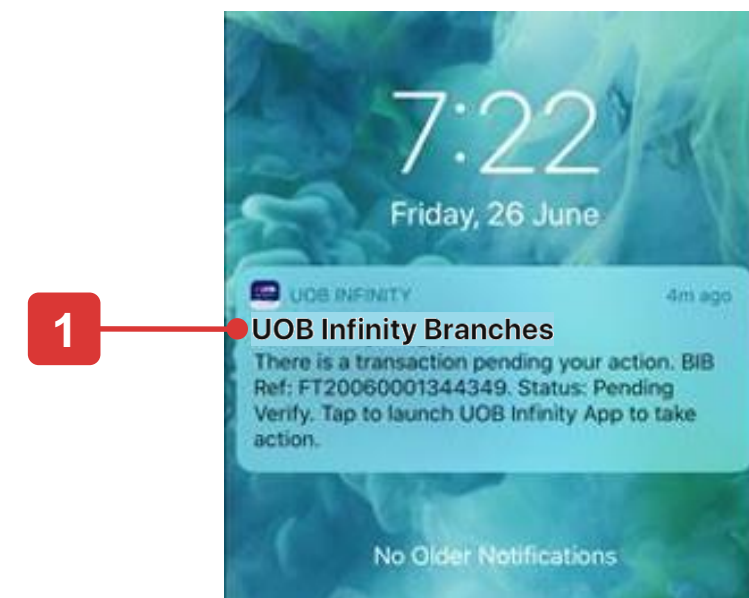 7:22
Friday, 26 June
UOB INFINITY 4m ago
1
UOB Infinity Branches
There is a transaction pending your action. BIB
Ref: FT20060001344349. Status: Pending
Verify. Tap to launch UOB Infinity App to take
action.
No Older Notifications